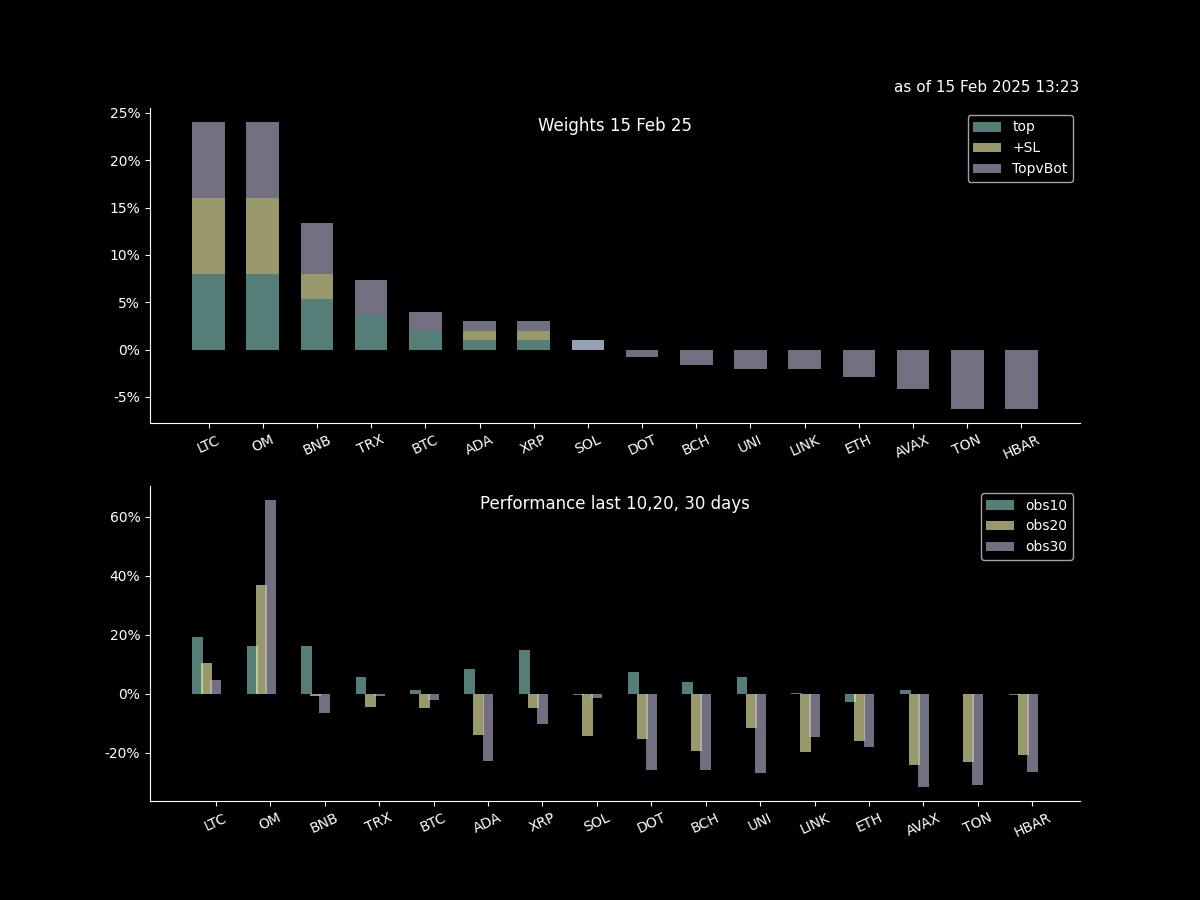 as of 15 Feb 2025 13:23
Weights 15 Feb 25
top
+SL
TopvBot
25%
20%
15%
10%
5%
0%
-5%
LTC OM BNB TRX BTC ADA XRP SOL DOT BCH UNI LINK ETH AVAX TON HBAR
Performance last 10,20, 30 days
obs10
obs20
obs30
60%
40%
20%
0%
-20%
LTC OM BNB TRX BTC ADA XRP SOL DOT BCH UNI LINK ETH AVAX TON HBAR